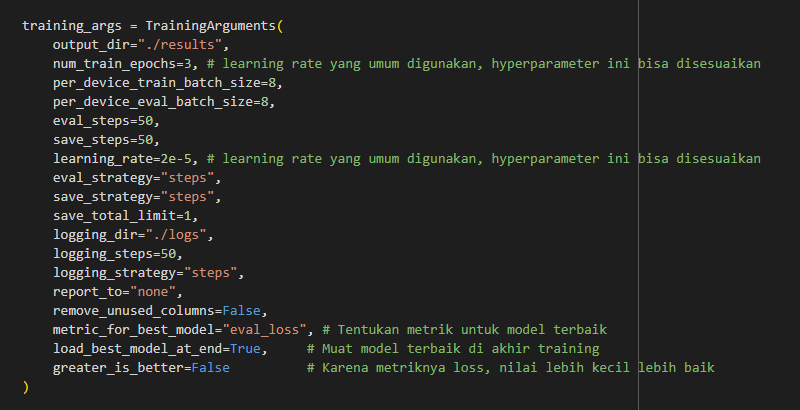 training_args = TrainingArguments(
    output_dir="./results",
    num_train_epochs=3, # learning rate yang umum digunakan, hyperparameter ini bisa disesuaikan
    per_device_train_batch_size=8,
    per_device_eval_batch_size=8,
    eval_steps=50,
    save_steps=50,
    learning_rate=2e-5, # learning rate yang umum digunakan, hyperparameter ini bisa disesuaikan
    eval_strategy="steps",
    save_strategy="steps",
    save_total_limit=1,
    logging_dir="./logs",
    logging_steps=50,
    logging_strategy="steps",
    report_to="none",
    remove_unused_columns=False,
    metric_for_best_model="eval_loss", # Tentukan metrik untuk model terbaik
    load_best_model_at_end=True,     # Muat model terbaik di akhir training
    greater_is_better=False          # Karena metriknya loss, nilai lebih kecil lebih baik
)